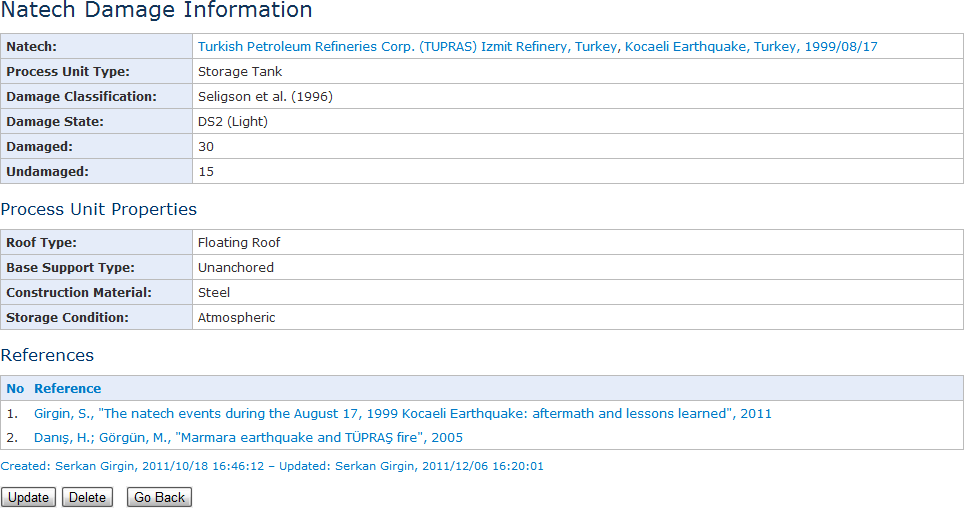 Natech Damage Information
Natech: Turkish Petroleum Refineries Corp. (TUPRAS) Izmit Refinery, Turkey, Kocaeli Earthquake, Turkey, 1999/08/17
Process Unit Type: Storage Tank
Damage Classification: Seligson et al. (1996)
Damage State: DS2 (Light)
Damaged: 30
Undamaged: 15
Process Unit Properties
Roof Type: Floating Roof
Base Support Type: Unanchored
Construction Material: Steel
Storage Condition: Atmospheric
References
No Reference
1. Girgin, S., "The natech events during the August 17, 1999 Kocaeli Earthquake: aftermath and lessons learned", 2011
2. Danış, H.; Görgün, M., "Marmara earthquake and TÜPRAŞ fire", 2005
Created: Serkan Girgin, 2011/10/18 16:46:12 – Updated: Serkan Girgin, 2011/12/06 16:20:01
Update Delete Go Back